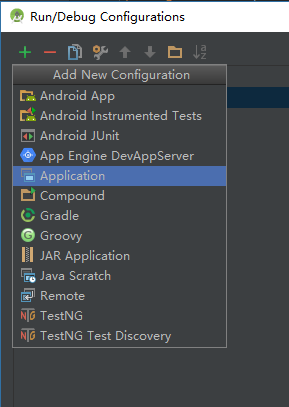 Run/Debug Configurations
Add New Configuration
Android App
Android Instrumented Tests
Android JUnit
App Engine DevAppServer
Application
Compound
Gradle
Groovy
JAR Application
Java Scratch
Remote
TestNG
TestNG Test Discovery